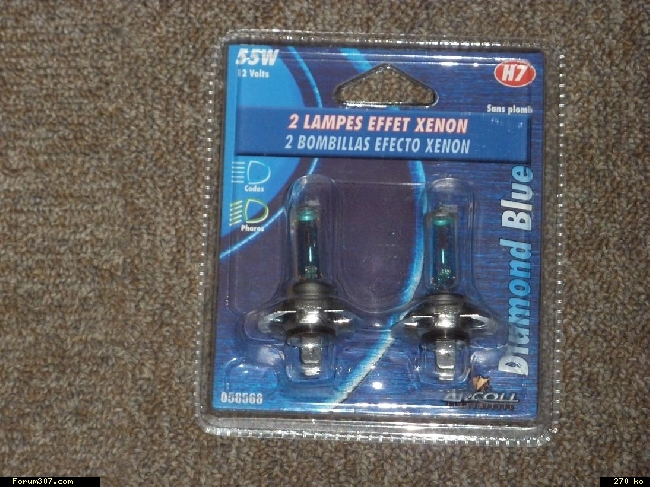 55W
12 Volts
H7
Sans plomb
2 LAMPES EFFET XENON
2 BOMBILLAS EFECTO XENON
Codes
Phares
Diamond Blue
058568
ARCOLL
Forum307.com
270 ko